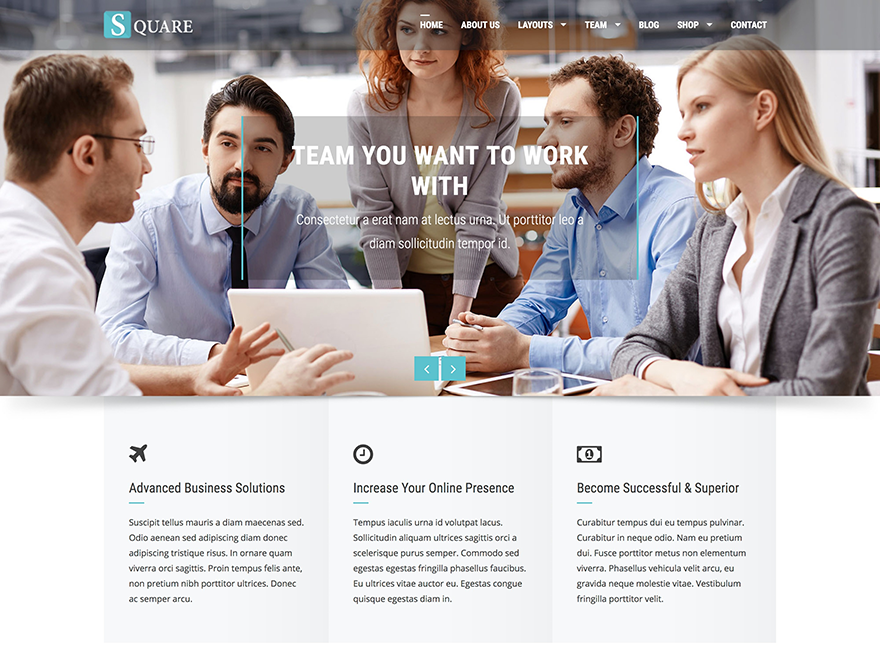 SQUARE
HOME ABOUT US LAYOUTS TEAM BLOG SHOP CONTACT
TEAM YOU WANT TO WORK
WITH
Consectetur a erat nam at lectus urna. Ut porttitor leo a
diam sollicitudin tempor id.
Advanced Business Solutions
Suscipit tellus mauris a diam maecenas sed.
Odio aenean sed adipiscing diam donec
adipiscing tristique risus. In ornare quam
viverra orci sagittis. Proin tempus felis ante,
non pretium nibh porttitor ultrices. Donec
ac semper arcu.
Increase Your Online Presence
Tempus iaculis urna id volutpat lacus.
Sollicitudin aliquam ultrices sagittis orci a
scelerisque purus semper. Commodo sed
egestas egestas fringilla phasellus faucibus.
Eu ultrices vitae auctor eu. Egestas congue
quisque egestas diam in.
Become Successful & Superior
Curabitur tempus dui eu tempus pulvinar.
Curabitur in neque odio. Nam eu pretium
dui. Fusce porttitor metus non elementum
viverra. Phasellus vehicula velit arcu, eu
gravida neque molestie vitae. Vestibulum
fringilla porttitor velit.